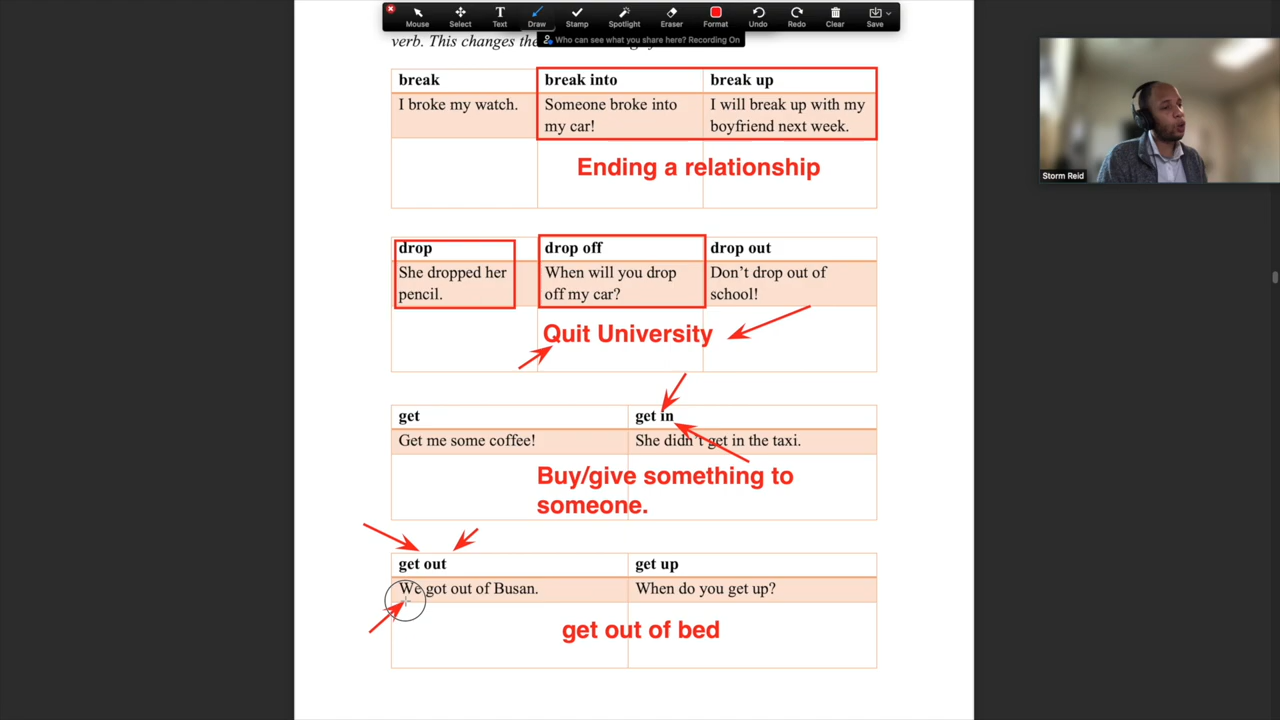 Mouse Select Text Draw Stamp Spotlight Eraser Format Undo Redo Clear Save
Who can see what you share here? Recording On
verb. This changes the
break break into break up
I broke my watch. Someone broke into I will break up with my
my car! boyfriend next week.
Ending a relationship
Storm Reid
drop drop off drop out
She dropped her When will you drop Don't drop out of
pencil. off my car? school!
Quit University
get get in
Get me some coffee! She didn't get in the taxi.
Buy/give something to
someone.
get out get up
We got out of Busan. When do you get up?
get out of bed